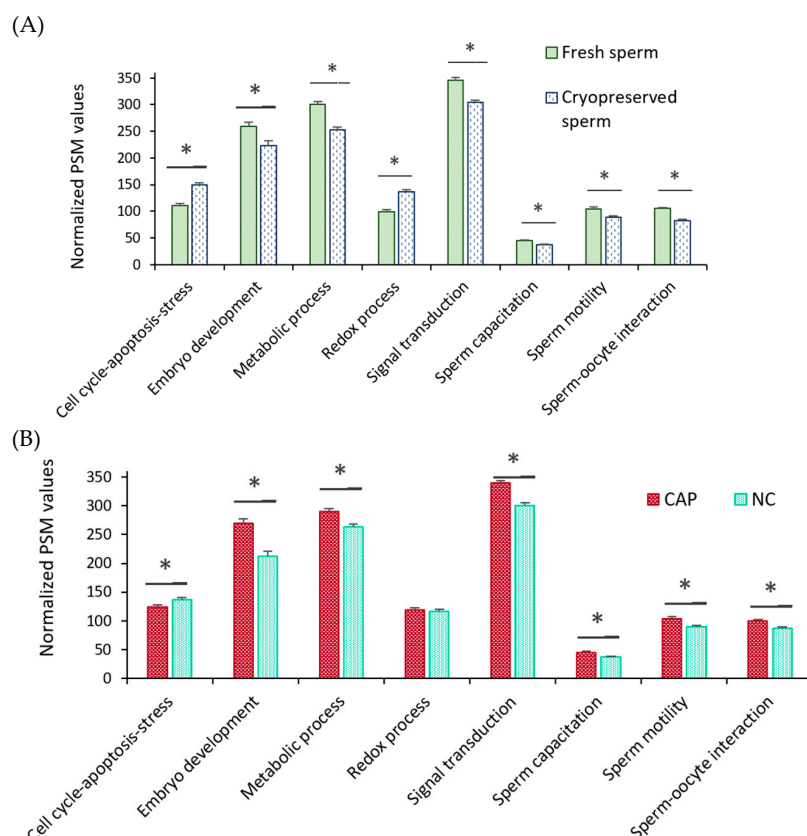 (A)
Fresh sperm
Cryopreserved
sperm
Normalized PSM values
350
300
250
200
150
100
50
0
*
*
*
*
*
*
*
*
Cell cycle-apoptosis-stress
Embryo development
Metabolic process
Redox process
Signal transduction
Sperm capacitation
Sperm motility
Sperm-oocyte interaction
(B)
CAP
NC
Normalized PSM values
350
300
250
200
150
100
50
0
*
*
*
*
*
*
*
Cell cycle-apoptosis-stress
Embryo development
Metabolic process
Redox process
Signal transduction
Sperm capacitation
Sperm motility
Sperm-oocyte interaction